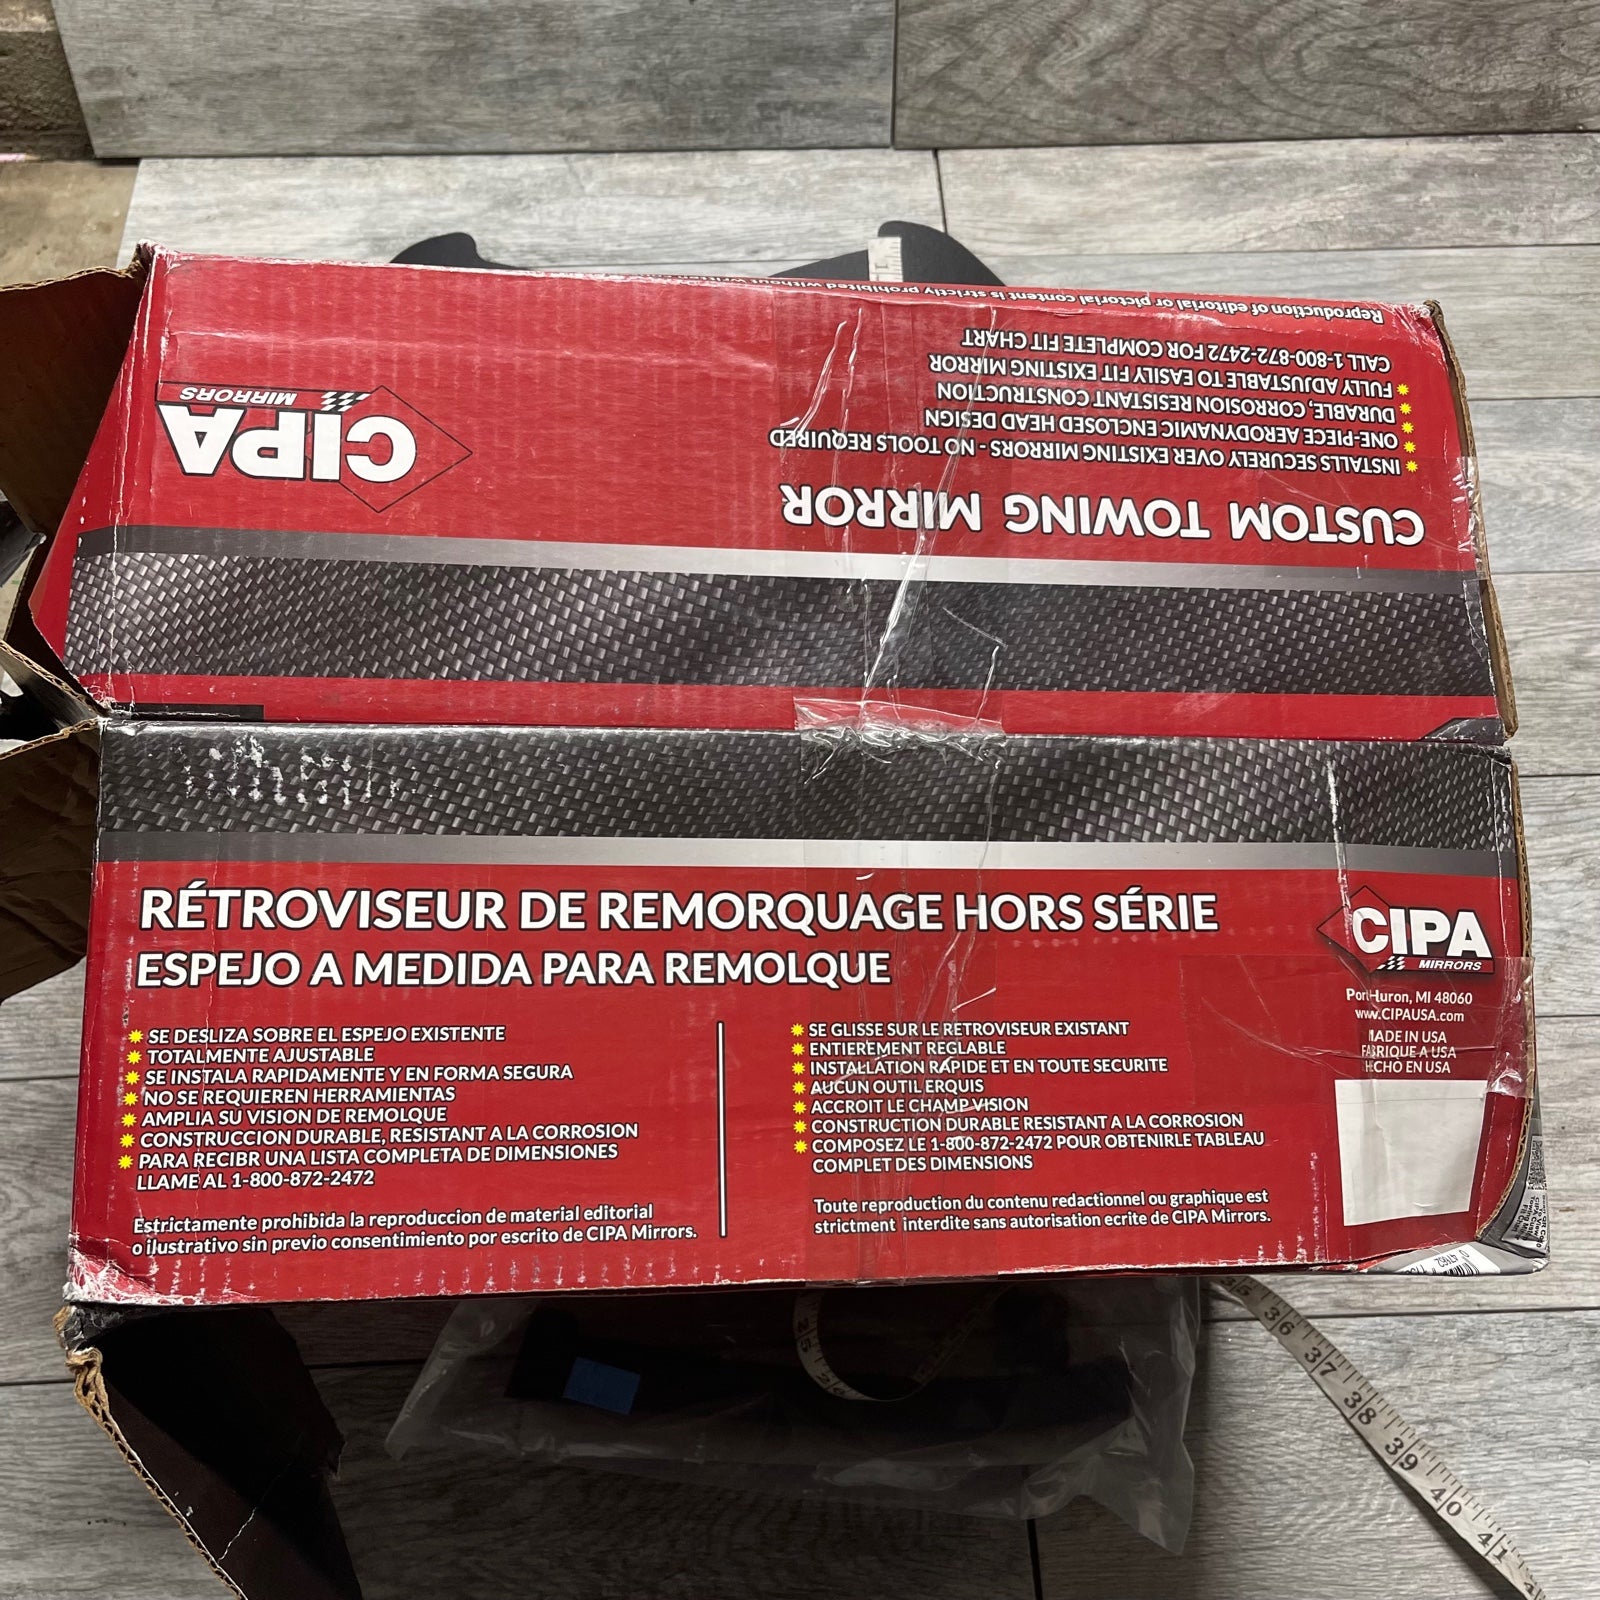 CIPA
MIRRORS
CUSTOM TOWING MIRROR
INSTALLS SECURELY OVER EXISTING MIRRORS - NO TOOLS REQUIRED
ONE-PIECE AERODYNAMIC ENCLOSED HEAD DESIGN
DURABLE, CORROSION RESISTANT CONSTRUCTION
FULLY ADJUSTABLE TO EASILY FIT EXISTING MIRROR
CALL 1-800-872-2472 FOR COMPLETE FIT CHART
Reproduction of editorial or pictorial content is strictly prohibited without
RÉTROVISEUR DE REMORQUAGE HORS SÉRIE
ESPEJO A MEDIDA PARA REMOLQUE
SE DESLIZA SOBRE EL ESPEJO EXISTENTE
TOTALMENTE AJUSTABLE
SE INSTALA RAPIDAMENTE Y EN FORMA SEGURA
NO SE REQUIEREN HERRAMIENTAS
AMPLIA SU VISION DE REMOLQUE
CONSTRUCCION DURABLE, RESISTANT A LA CORROSION
PARA RECIBR UNA LISTA COMPLETA DE DIMENSIONES
LLAME AL 1-800-872-2472
Estrictamente prohibida la reproduccion de material editorial
o ilustrativo sin previo consentimiento por escrito de CIPA Mirrors.
SE GLISSE SUR LE RETROVISEUR EXISTANT
ENTIEREMENT REGLABLE
INSTALLATION RAPIDE ET EN TOUTE SECURITE
AUCUN OUTIL ERQUIS
ACCROIT LE CHAMP VISION
CONSTRUCTION DURABLE RESISTANT A LA CORROSION
COMPOSEZ LE 1-800-872-2472 POUR OBTENIRLE TABLEAU
COMPLET DES DIMENSIONS
Toute reproduction du contenu redactionnel ou graphique est
strictment interdite sans autorisation ecrite de CIPA Mirrors.
CIPA
MIRRORS
Port Huron, MI 48060
www.CIPAUSA.com
MADE IN USA
FABRIQUE A USA
HECHO EN USA
36
37
38
39
40
41